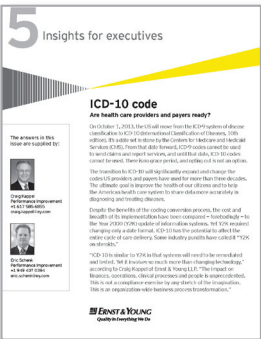 5 Insights for executives
ICD-10 code
Are health care providers and payers ready?
On October 1, 2013, the US will move from the ICD-9 system of disease
classification to ICD-10 (International Classification of Diseases, 10th
edition). It's a date set in stone by the Centers for Medicare and Medicaid
Services (CMS). From that date forward, ICD-9 codes cannot be used
to send claims and report services, and until that date, ICD-10 codes
cannot be used. There is no grace period, and opting out is not an option.
The transition to ICD-10 will significantly expand and change the
codes US providers and payers have used for more than three decades.
The ultimate goal is improve the health of our citizens and to help
the American health care system to share data more accurately in
diagnosing and treating diseases.
Despite the benefits of the coding conversion process, the cost and
breadth of its implementation have been compared — forebodingly — to
the Year 2000 (Y2K) update of information systems. Yet Y2K required
changing only a date format. ICD-10 has the potential to affect the
entire cycle of care delivery. Some industry pundits have called it "Y2K
on steroids."
"ICD-10 is similar to Y2K in that systems will need to be remediated
and tested. Yet it involves so much more than changing technology,"
according to Craig Kappel of Ernst & Young LLP. "The impact on
finances, operations, clinical processes and people is unprecedented.
This is not a compliance exercise by any stretch of the imagination.
This is an organization-wide business process transformation."
The answers in this
issue are supplied by:
Craig Kappel
Performance Improvement
craig.kappel@ey.com
Eric Schenk
Performance Improvement
+1 949 437 0384
eric.schenk@ey.com
ERNST & YOUNG
Quality In Everything We Do